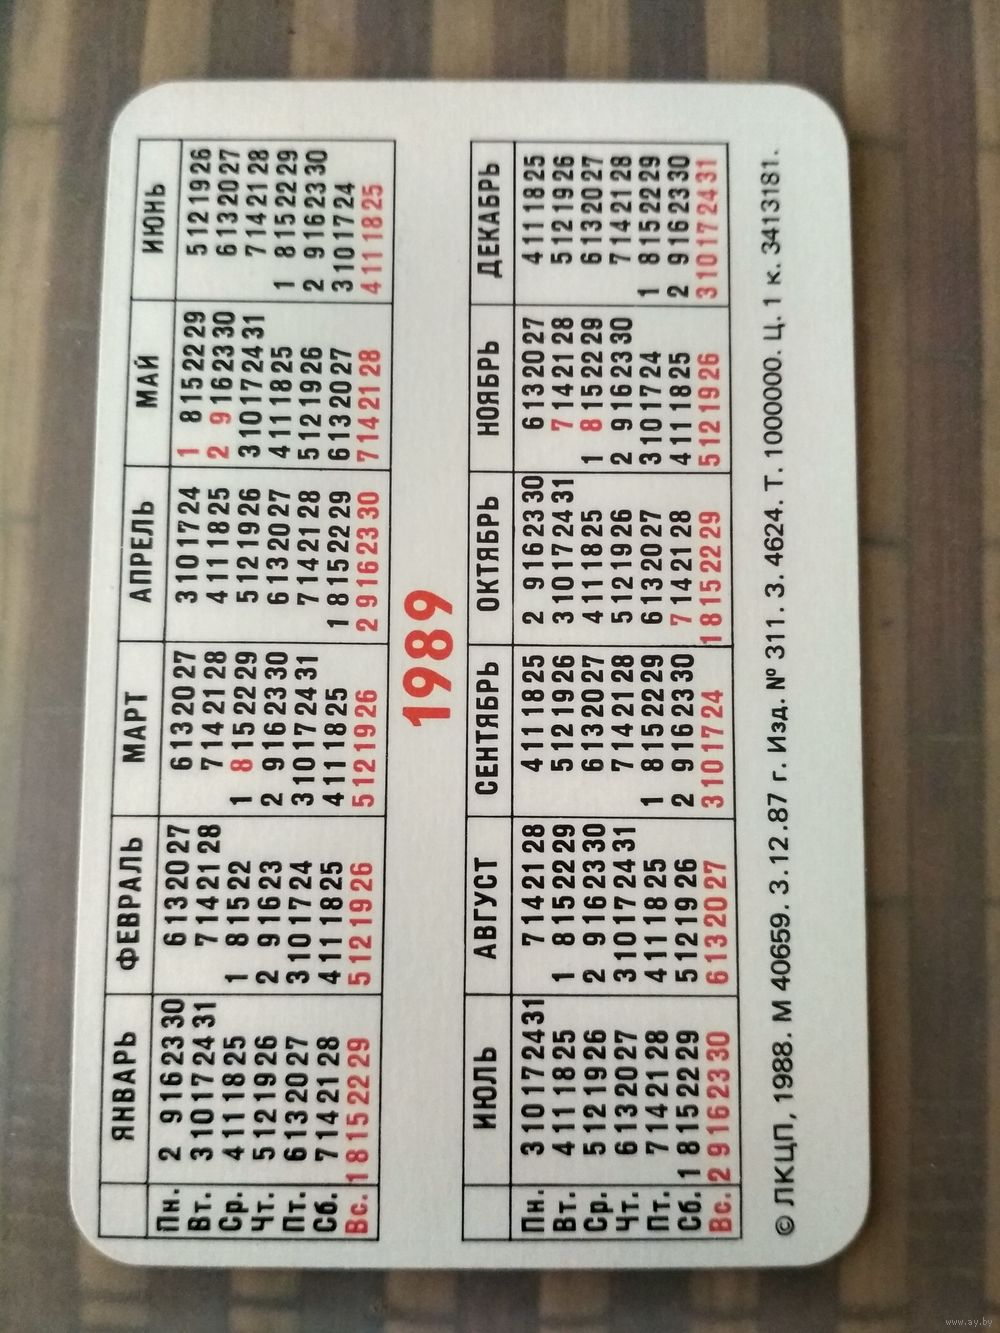 ЯНВАРЬ ФЕВРАЛЬ МАРТ АПРЕЛЬ МАЙ ИЮНЬ
Пн. 2 9 16 23 30 6 13 20 27 6 13 20 27 3 10 17 24 1 8 15 22 29 5 12 19 26
Вт. 3 10 17 24 31 7 14 21 28 7 14 21 28 4 11 18 25 2 9 16 23 30 6 13 20 27
Ср. 4 11 18 25 1 8 15 22 1 8 15 22 29 5 12 19 26 3 10 17 24 31 7 14 21 28
Чт. 5 12 19 26 2 9 16 23 2 9 16 23 30 6 13 20 27 4 11 18 25 1 8 15 22 29
Пт. 6 13 20 27 3 10 17 24 3 10 17 24 31 7 14 21 28 5 12 19 26 2 9 16 23 30
Сб. 7 14 21 28 4 11 18 25 4 11 18 25 1 8 15 22 29 6 13 20 27 3 10 17 24
Вс. 1 8 15 22 29 5 12 19 26 5 12 19 26 2 9 16 23 30 7 14 21 28 4 11 18 25
1989
ИЮЛЬ АВГУСТ СЕНТЯБРЬ ОКТЯБРЬ НОЯБРЬ ДЕКАБРЬ
Пн. 3 10 17 24 31 7 14 21 28 4 11 18 25 2 9 16 23 30 6 13 20 27 4 11 18 25
Вт. 4 11 18 25 1 8 15 22 29 5 12 19 26 3 10 17 24 31 7 14 21 28 5 12 19 26
Ср. 5 12 19 26 2 9 16 23 30 6 13 20 27 4 11 18 25 1 8 15 22 29 6 13 20 27
Чт. 6 13 20 27 3 10 17 24 31 7 14 21 28 5 12 19 26 2 9 16 23 30 7 14 21 28
Пт. 7 14 21 28 4 11 18 25 1 8 15 22 29 6 13 20 27 3 10 17 24 1 8 15 22 29
Сб. 1 8 15 22 29 5 12 19 26 2 9 16 23 30 7 14 21 28 4 11 18 25 2 9 16 23 30
Вс. 2 9 16 23 30 6 13 20 27 3 10 17 24 1 8 15 22 29 5 12 19 26 3 10 17 24 31
© ЛКЦП, 1988. М 40659. 3.12.87 г. Изд. № 311. З. 4624. Т. 1000000. Ц. 1 к. 3413181.
www.ay.by